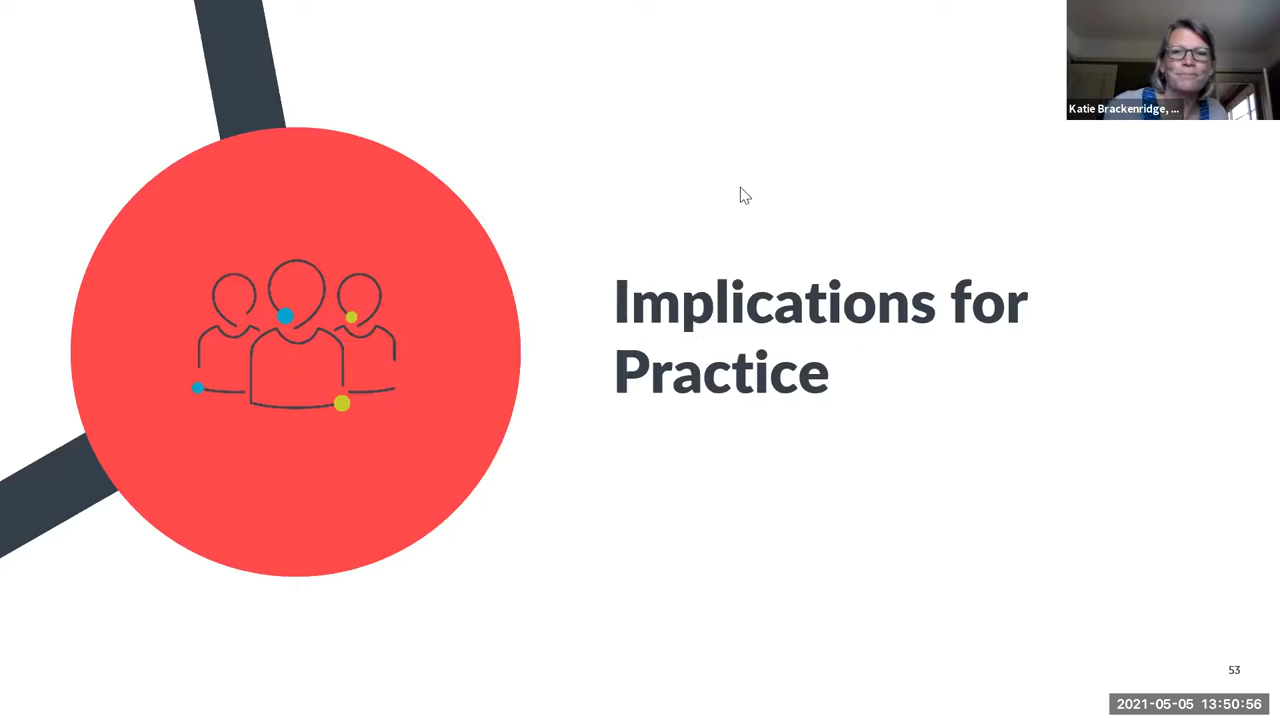 Katie Brackenridge, ...
Implications for
Practice
53
2021-05-05 13:50:56